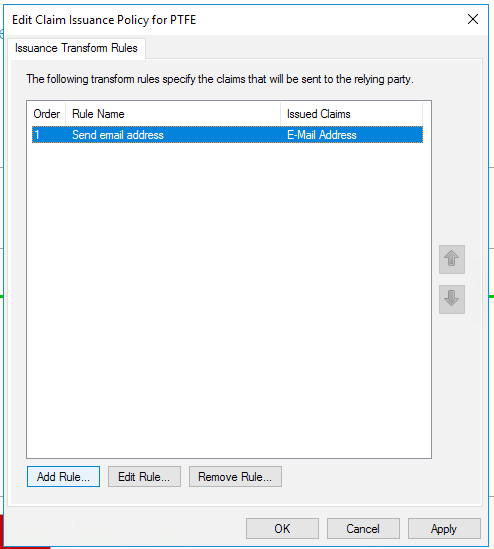 Edit Claim Issuance Policy for PTFE
Issuance Transform Rules
The following transform rules specify the claims that will be sent to the relying party.
Order Rule Name Issued Claims
1 Send email address E-Mail Address
Add Rule... Edit Rule... Remove Rule...
OK Cancel Apply